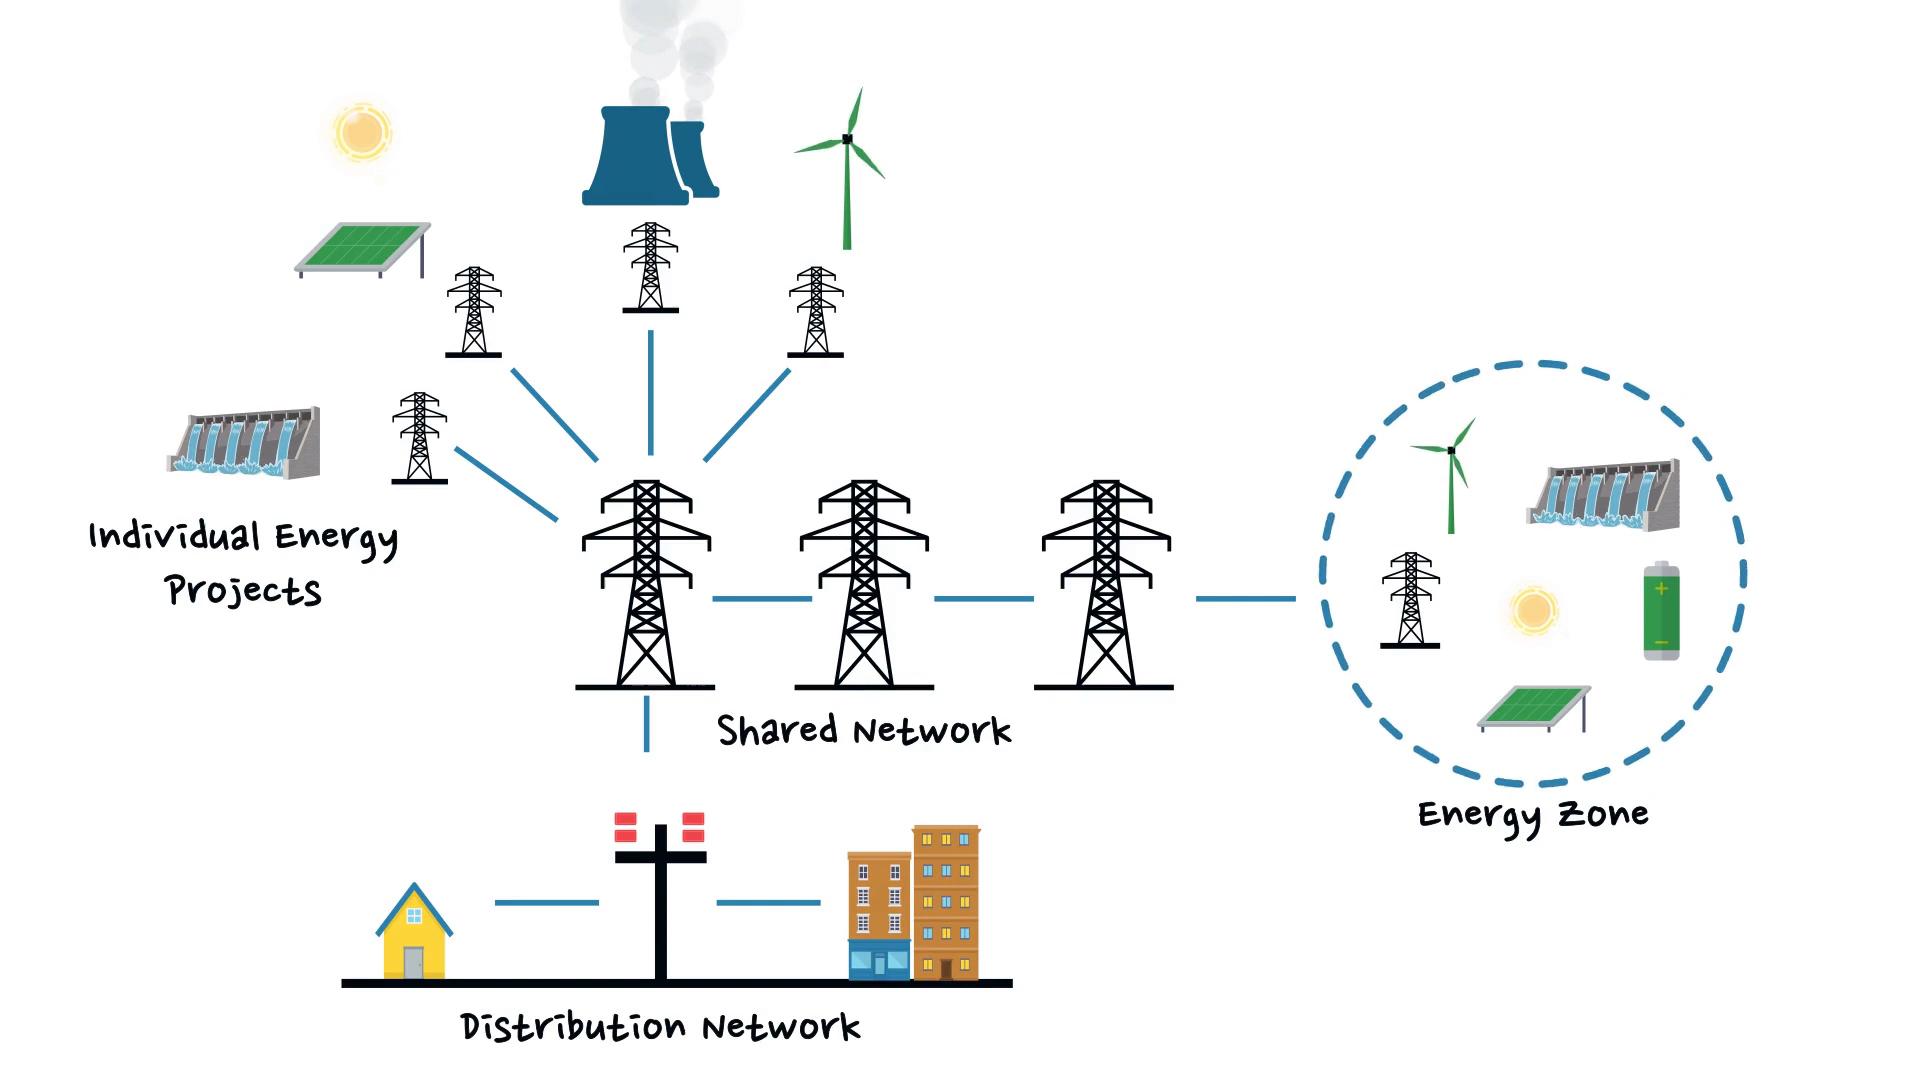 Individual Energy
Projects
Shared Network
Energy Zone
Distribution Network